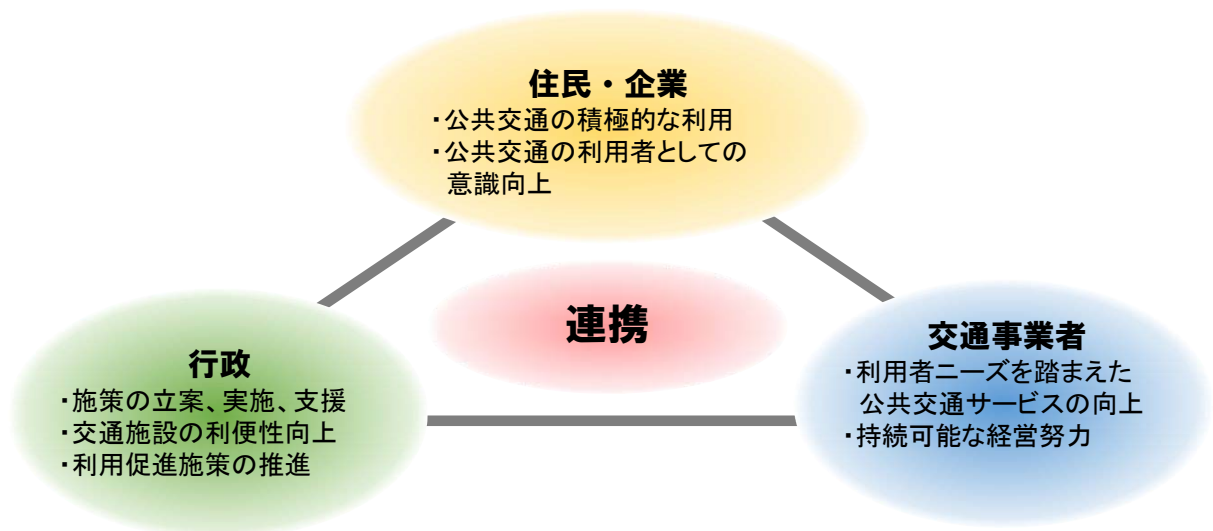 住民・企業
・公共交通の積極的な利用
・公共交通の利用者としての
意識向上
連携
行政
・施策の立案、実施、支援
・交通施設の利便性向上
・利用促進施策の推進
交通事業者
・利用者ニーズを踏まえた
公共交通サービスの向上
・持続可能な経営努力